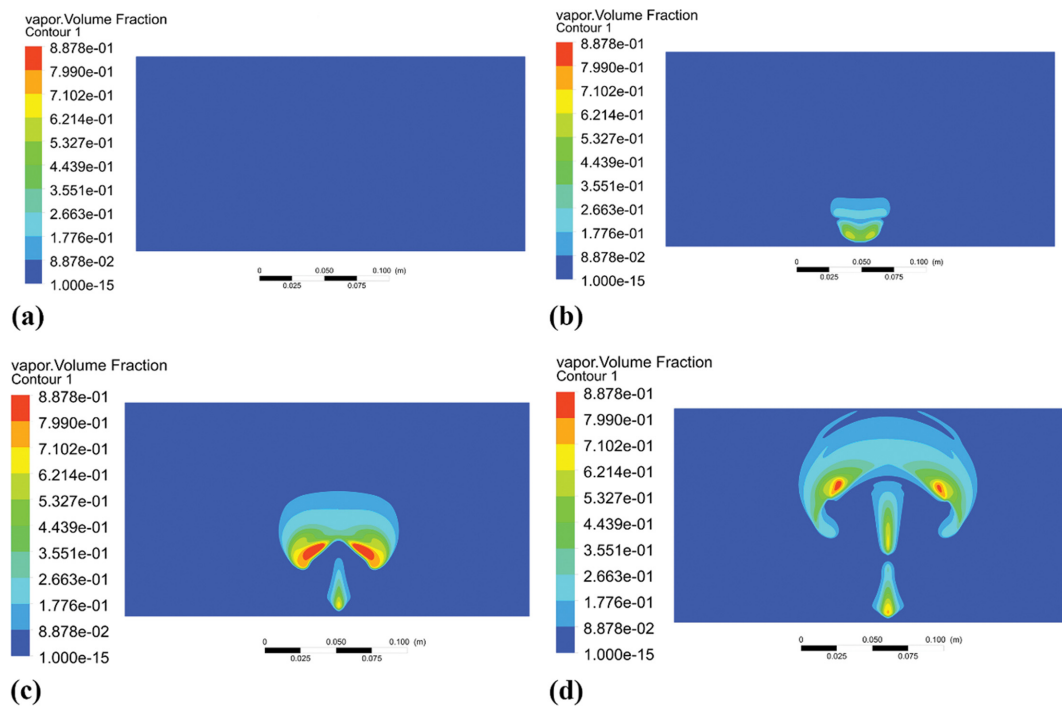 vapor.Volume Fraction
Contour 1
8.878e-01
7.990e-01
7.102e-01
6.214e-01
5.327e-01
4.439e-01
3.551e-01
2.663e-01
1.776e-01
8.878e-02
1.000e-15
0 0.050 0.100 (m)
0.025 0.075
(a)
vapor.Volume Fraction
Contour 1
8.878e-01
7.990e-01
7.102e-01
6.214e-01
5.327e-01
4.439e-01
3.551e-01
2.663e-01
1.776e-01
8.878e-02
1.000e-15
0 0.050 0.100 (m)
0.025 0.075
(b)
vapor.Volume Fraction
Contour 1
8.878e-01
7.990e-01
7.102e-01
6.214e-01
5.327e-01
4.439e-01
3.551e-01
2.663e-01
1.776e-01
8.878e-02
1.000e-15
0 0.050 0.100 (m)
0.025 0.075
(c)
vapor.Volume Fraction
Contour 1
8.878e-01
7.990e-01
7.102e-01
6.214e-01
5.327e-01
4.439e-01
3.551e-01
2.663e-01
1.776e-01
8.878e-02
1.000e-15
0 0.050 0.100 (m)
0.025 0.075
(d)